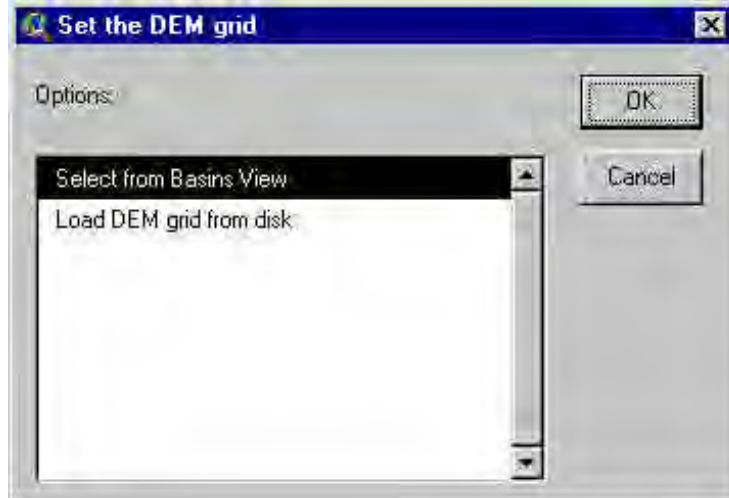 Set the DEM grid
Options:
OK
Select from Basins View
Cancel
Load DEM grid from disk